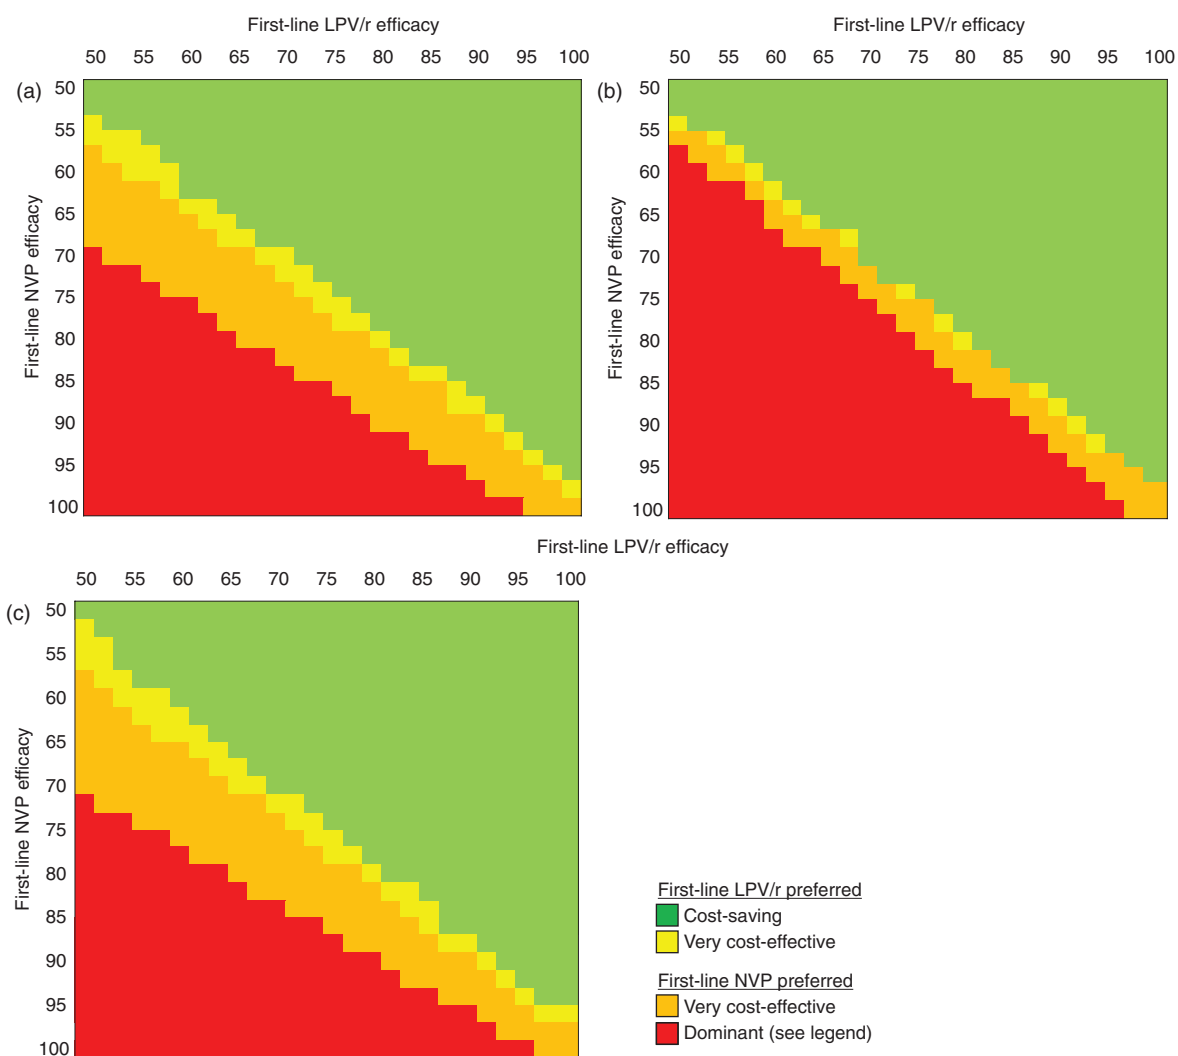 First-line LPV/r efficacy
50 55 60 65 70 75 80 85 90 95 100
(a)
First-line NVP efficacy
50
55
60
65
70
75
80
85
90
95
100
First-line LPV/r efficacy
50 55 60 65 70 75 80 85 90 95 100
(b)
First-line NVP efficacy
50
55
60
65
70
75
80
85
90
95
100
First-line LPV/r efficacy
50 55 60 65 70 75 80 85 90 95 100
(c)
First-line NVP efficacy
50
55
60
65
70
75
80
85
90
95
100
First-line LPV/r preferred
Cost-saving
Very cost-effective
First-line NVP preferred
Very cost-effective
Dominant (see legend)